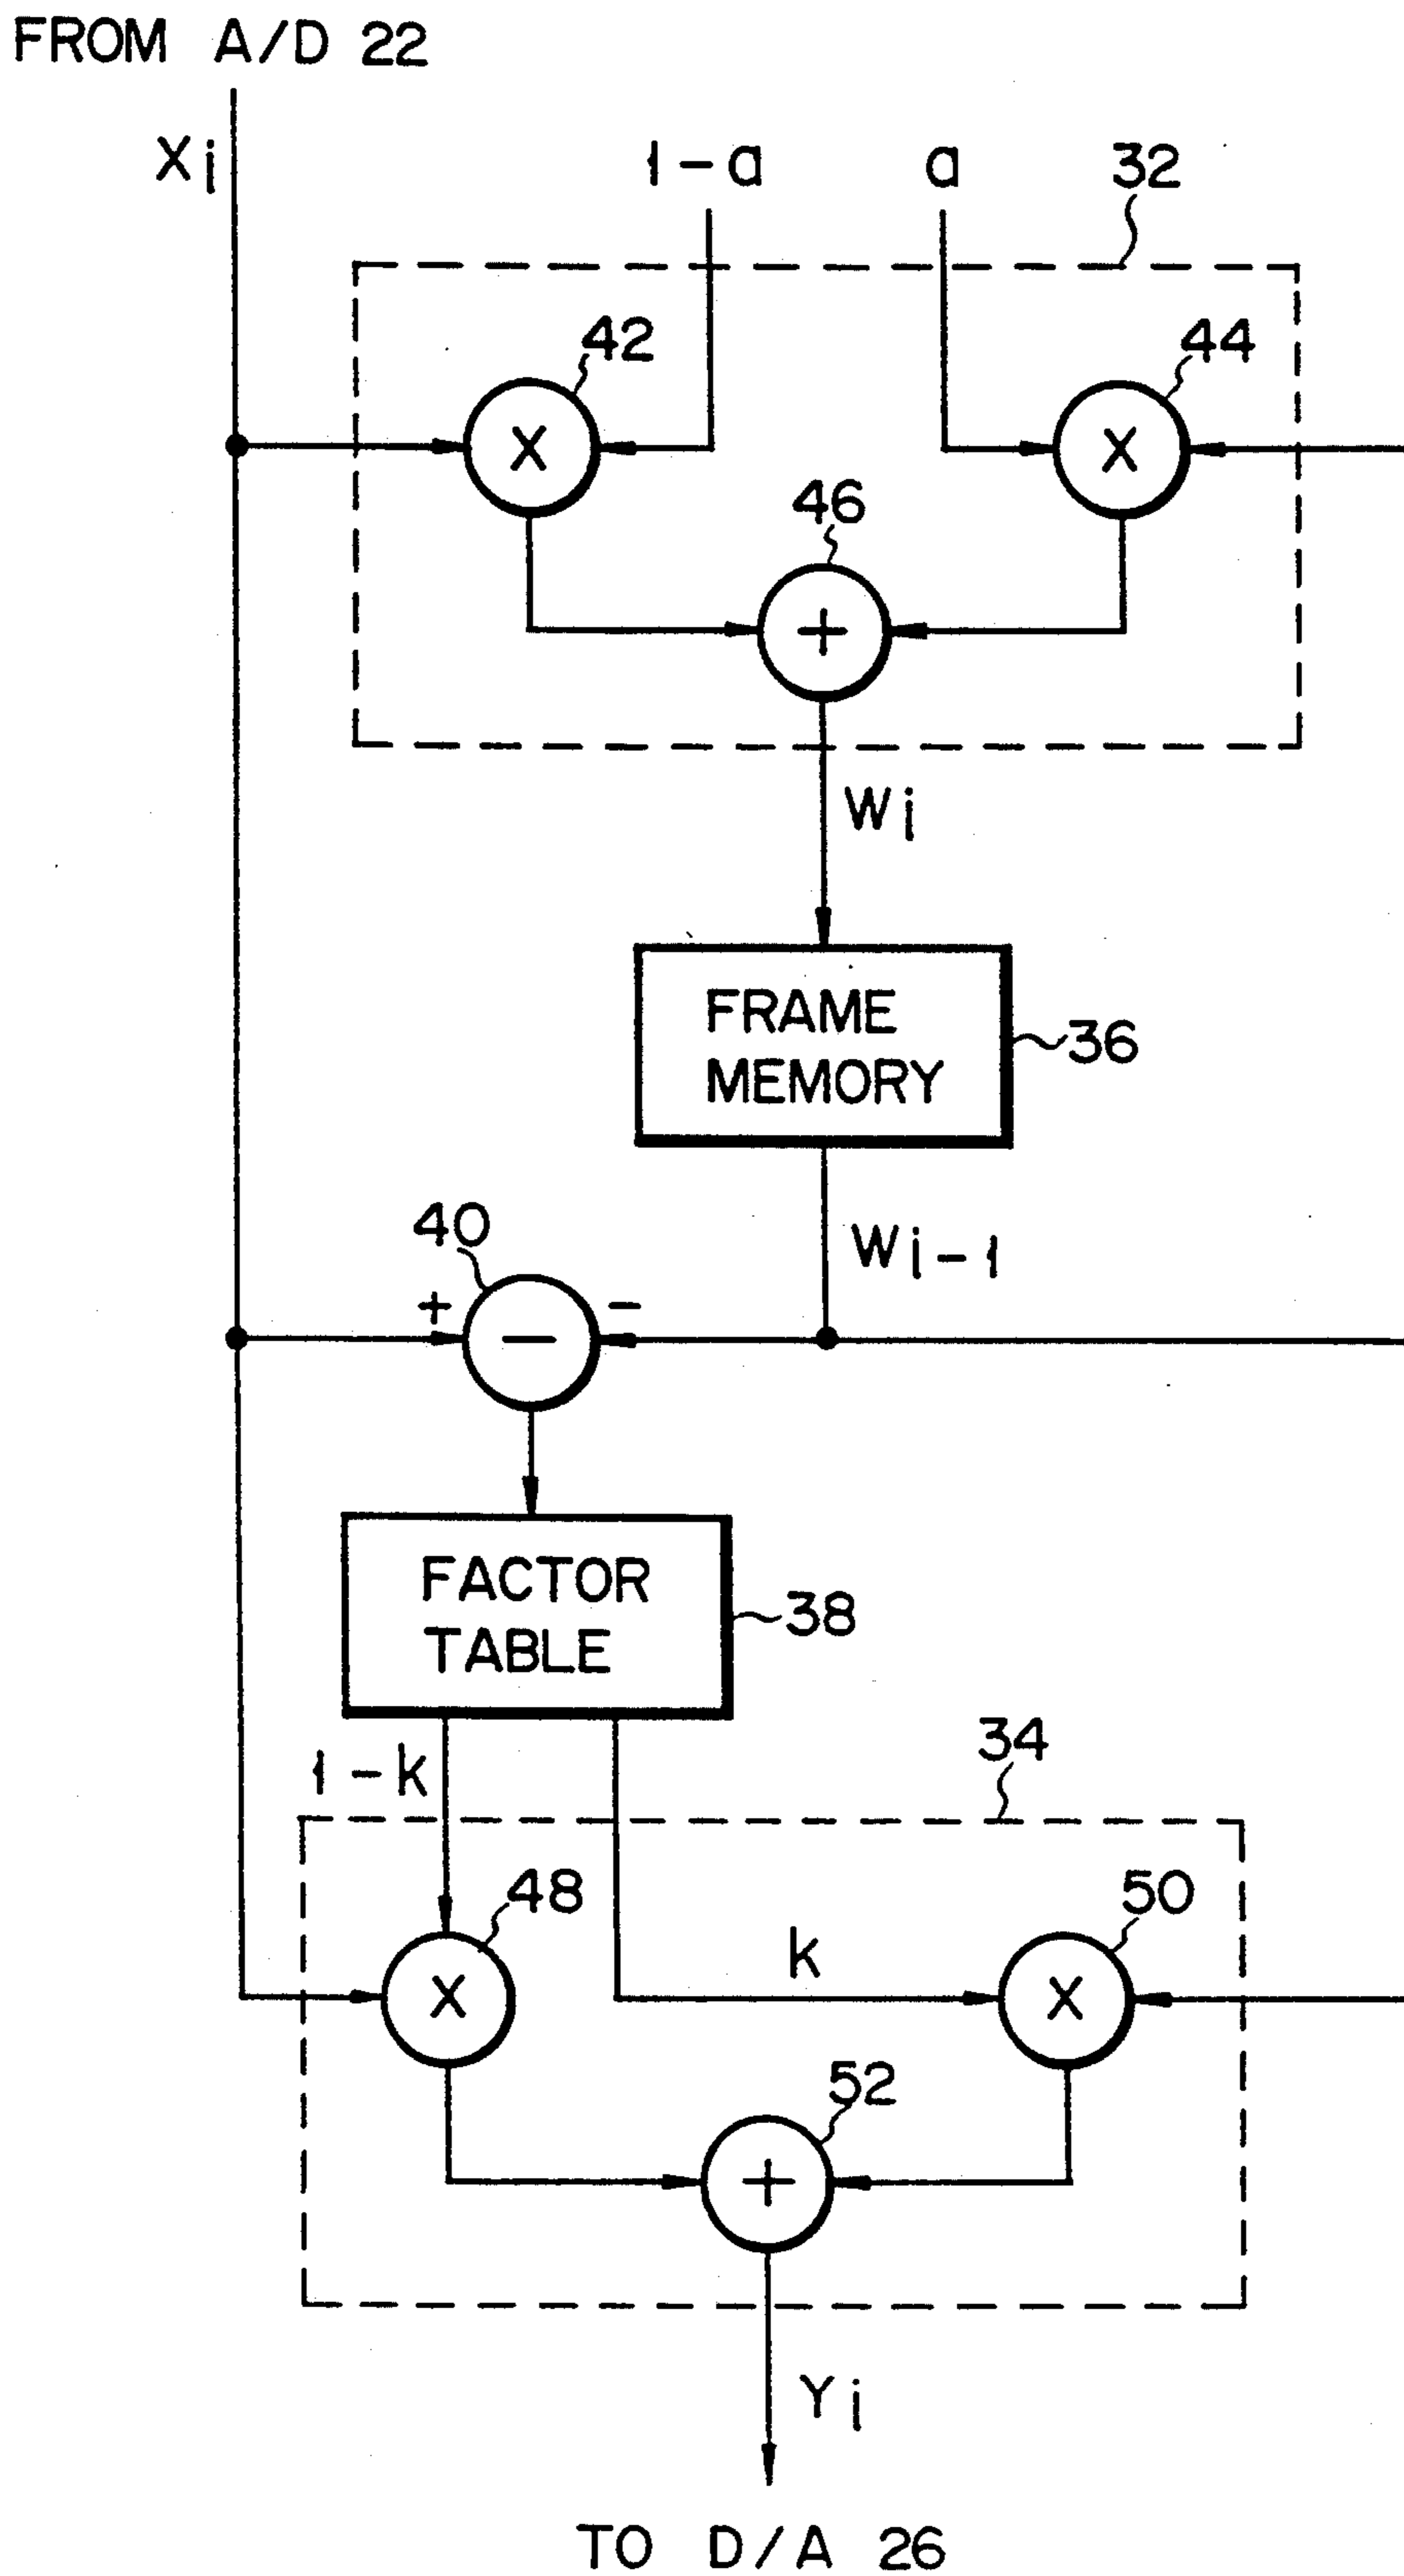 FROM A/D 22
Xi
1-a
a
32
42
44
X
X
46
+
Wi
FRAME
MEMORY
36
40
Wi-1
+
-
-
FACTOR
TABLE
38
34
1-k
48
50
k
X
X
52
+
Yi
TO D/A 26